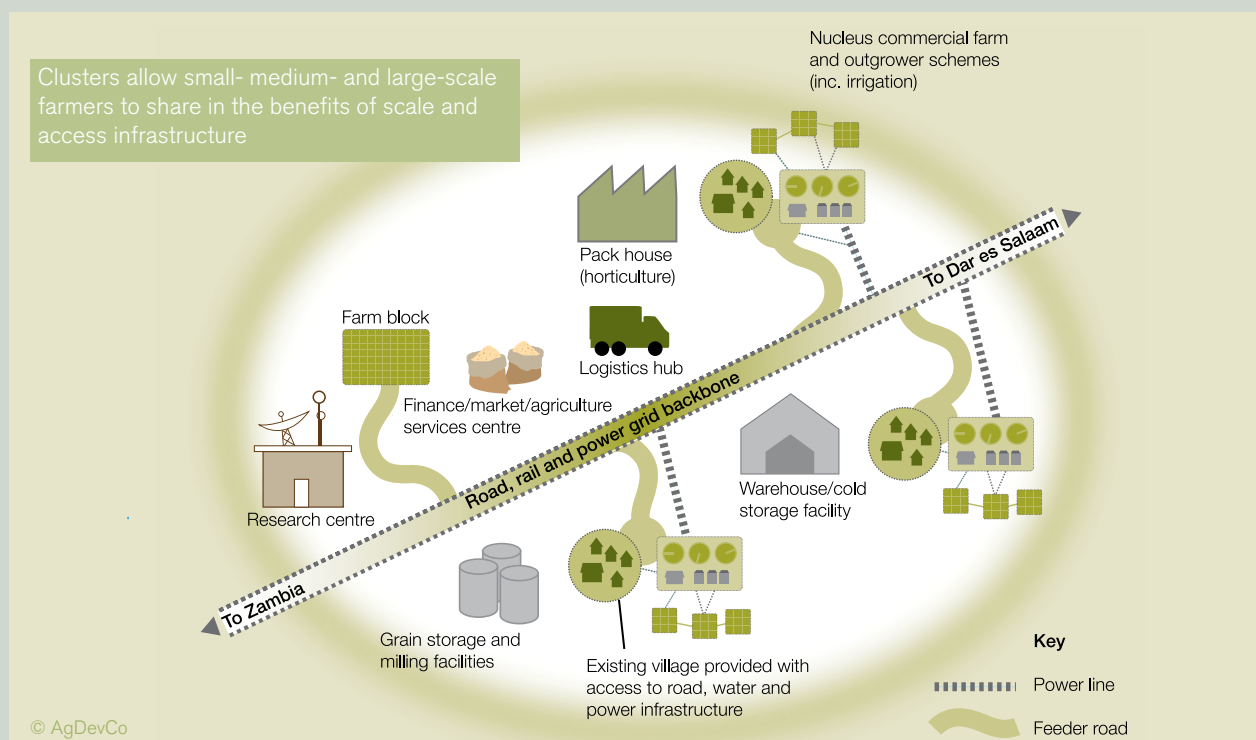 Clusters allow small- medium- and large-scale
farmers to share in the benefits of scale and
access infrastructure
Nucleus commercial farm
and outgrower schemes
(inc. irrigation)
Pack house
(horticulture)
To Dar es Salaam
Farm block
Logistics hub
Finance/market/agriculture
services centre
Road, rail and power grid backbone
Research centre
Warehouse/cold
storage facility
To Zambia
Grain storage and
milling facilities
Existing village provided with
access to road, water and
power infrastructure
Key
Power line
Feeder road
© AgDevCo